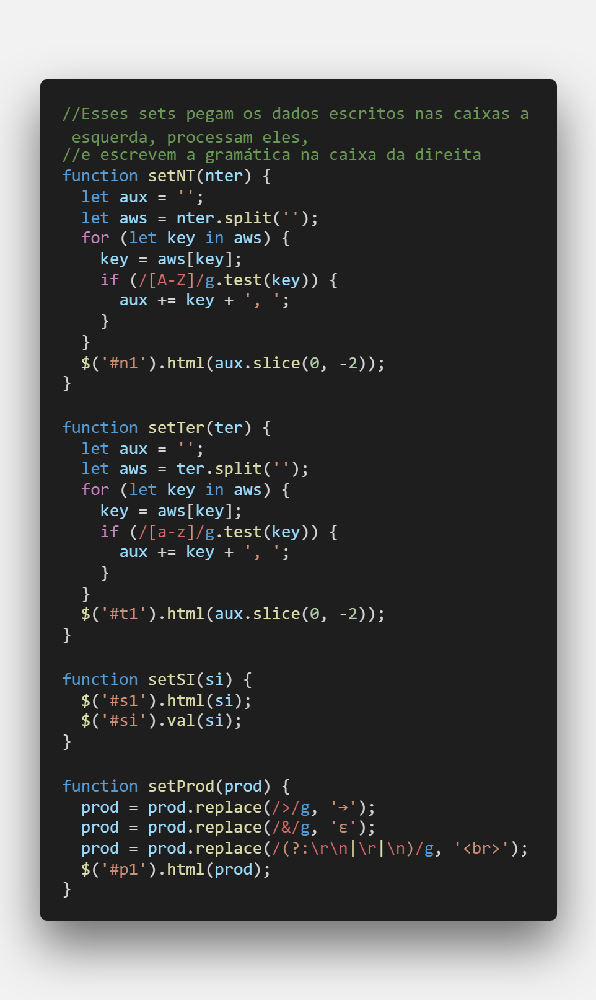 //Esses sets pegam os dados escritos nas caixas a
 esquerda, processam eles,
//e escrevem a gramática na caixa da direita
function setNT(nter) {
  let aux = '';
  let aws = nter.split('');
  for (let key in aws) {
    key = aws[key];
    if (/[A-Z]/g.test(key)) {
      aux += key + ', ';
    }
  }
  $('#n1').html(aux.slice(0, -2));
}

function setTer(ter) {
  let aux = '';
  let aws = ter.split('');
  for (let key in aws) {
    key = aws[key];
    if (/[a-z]/g.test(key)) {
      aux += key + ', ';
    }
  }
  $('#t1').html(aux.slice(0, -2));
}

function setSI(si) {
  $('#s1').html(si);
  $('#si').val(si);
}

function setProd(prod) {
  prod = prod.replace(/>/g, '→');
  prod = prod.replace(/&/g, 'ε');
  prod = prod.replace(/(?:\r\n|\r|\n)/g, '<br>');
  $('#p1').html(prod);
}